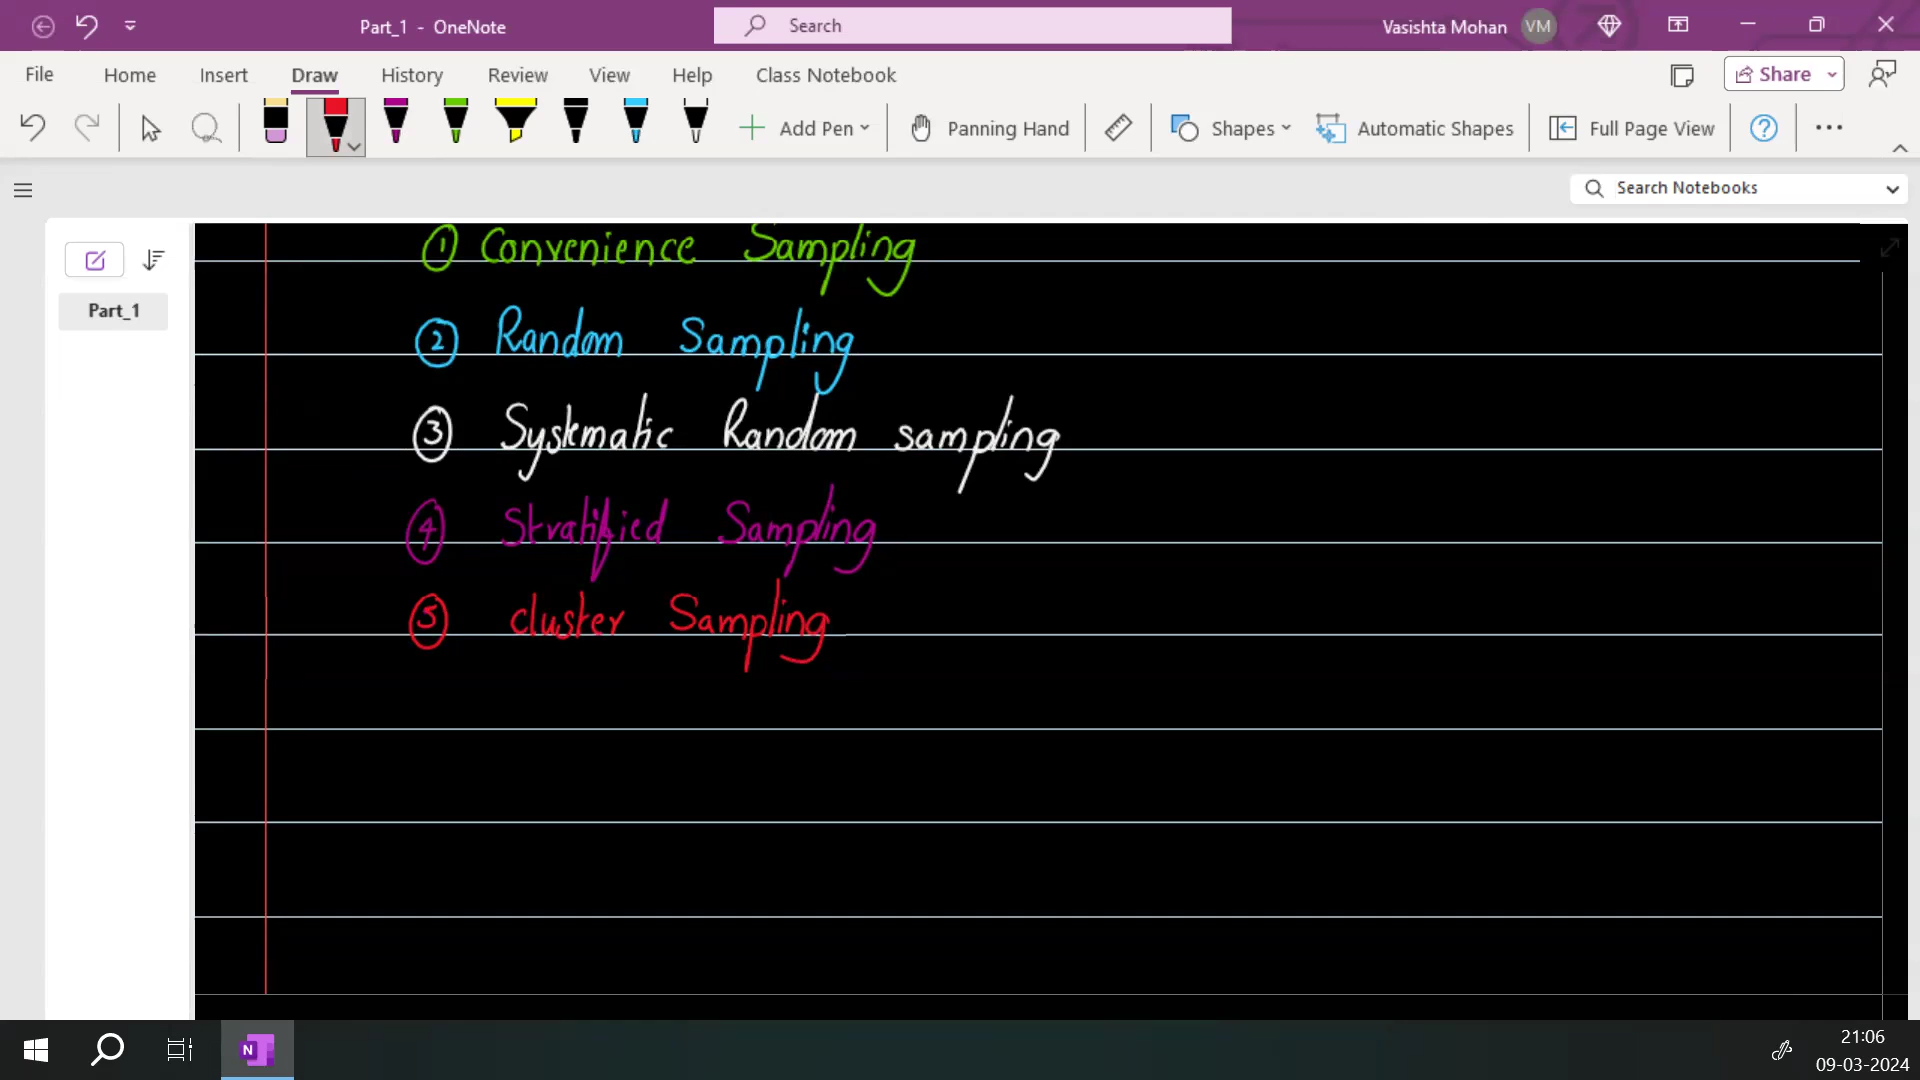 Part_1 - OneNote
Search
Vasishta Mohan VM
File Home Insert Draw History Review View Help Class Notebook
Share
Add Pen Panning Hand Shapes Automatic Shapes Full Page View
Search Notebooks
Part_1
① Convenience Sampling
② Random Sampling
③ Systematic Random sampling
④ Stratified Sampling
⑤ cluster Sampling
N
21:06
09-03-2024